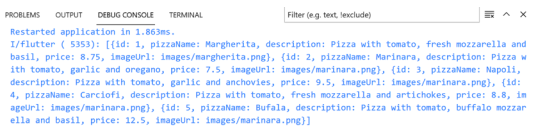 PROBLEMS OUTPUT DEBUG CONSOLE TERMINAL Filter (e.g. text, !exclude)
Restarted application in 1.863ms.
I/flutter ( 5353): [{id: 1, pizzaName: Margherita, description: Pizza with tomato, fresh mozzarella and
basil, price: 8.75, imageUrl: images/margherita.png}, {id: 2, pizzaName: Marinara, description: Pizza w
ith tomato, garlic and oregano, price: 7.5, imageUrl: images/marinara.png}, {id: 3, pizzaName: Napoli,
description: Pizza with tomato, garlic and anchovies, price: 9.5, imageUrl: images/marinara.png}, {id:
4, pizzaName: Carciofi, description: Pizza with tomato, fresh mozzarella and artichokes, price: 8.8, im
ageUrl: images/marinara.png}, {id: 5, pizzaName: Bufala, description: Pizza with tomato, buffalo mozzar
ella and basil, price: 12.5, imageUrl: images/marinara.png}]